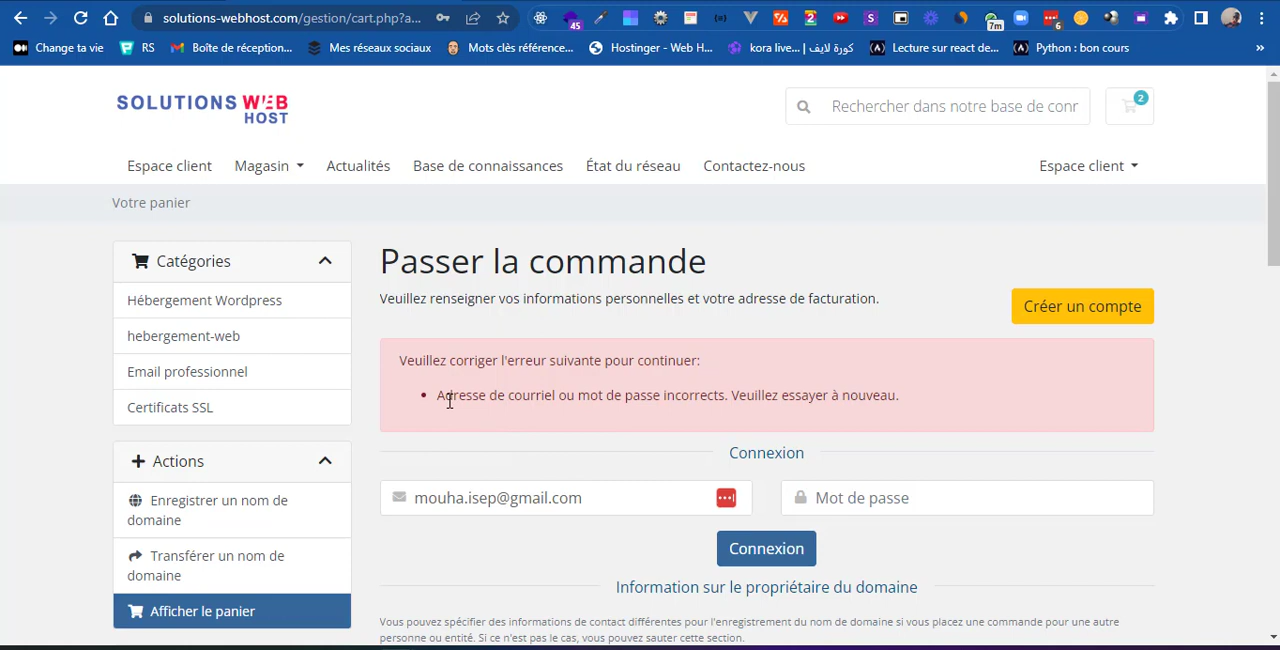 solutions-webhost.com/gestion/cart.php?a...
45
2
S
7m
6
Change ta vie
RS
Boîte de réception...
Mes réseaux sociaux
Mots clés référence...
Hostinger - Web H...
kora live... | كورة لايف
Lecture sur react de...
Python : bon cours
»
SOLUTIONS WEB
HOST
Rechercher dans notre base de conr
2
Espace client
Magasin
Actualités
Base de connaissances
État du réseau
Contactez-nous
Espace client
Votre panier
Catégories
Hébergement Wordpress
hebergement-web
Email professionnel
Certificats SSL
Actions
Enregistrer un nom de
domaine
Transférer un nom de
domaine
Afficher le panier
Passer la commande
Veuillez renseigner vos informations personnelles et votre adresse de facturation.
Créer un compte
Veuillez corriger l'erreur suivante pour continuer:
• Adresse de courriel ou mot de passe incorrects. Veuillez essayer à nouveau.
Connexion
mouha.isep@gmail.com
Mot de passe
Connexion
Information sur le propriétaire du domaine
Vous pouvez spécifier des informations de contact différentes pour l'enregistrement du nom de domaine si vous placez une commande pour une autre
personne ou entité. Si ce n'est pas le cas, vous pouvez sauter cette section.